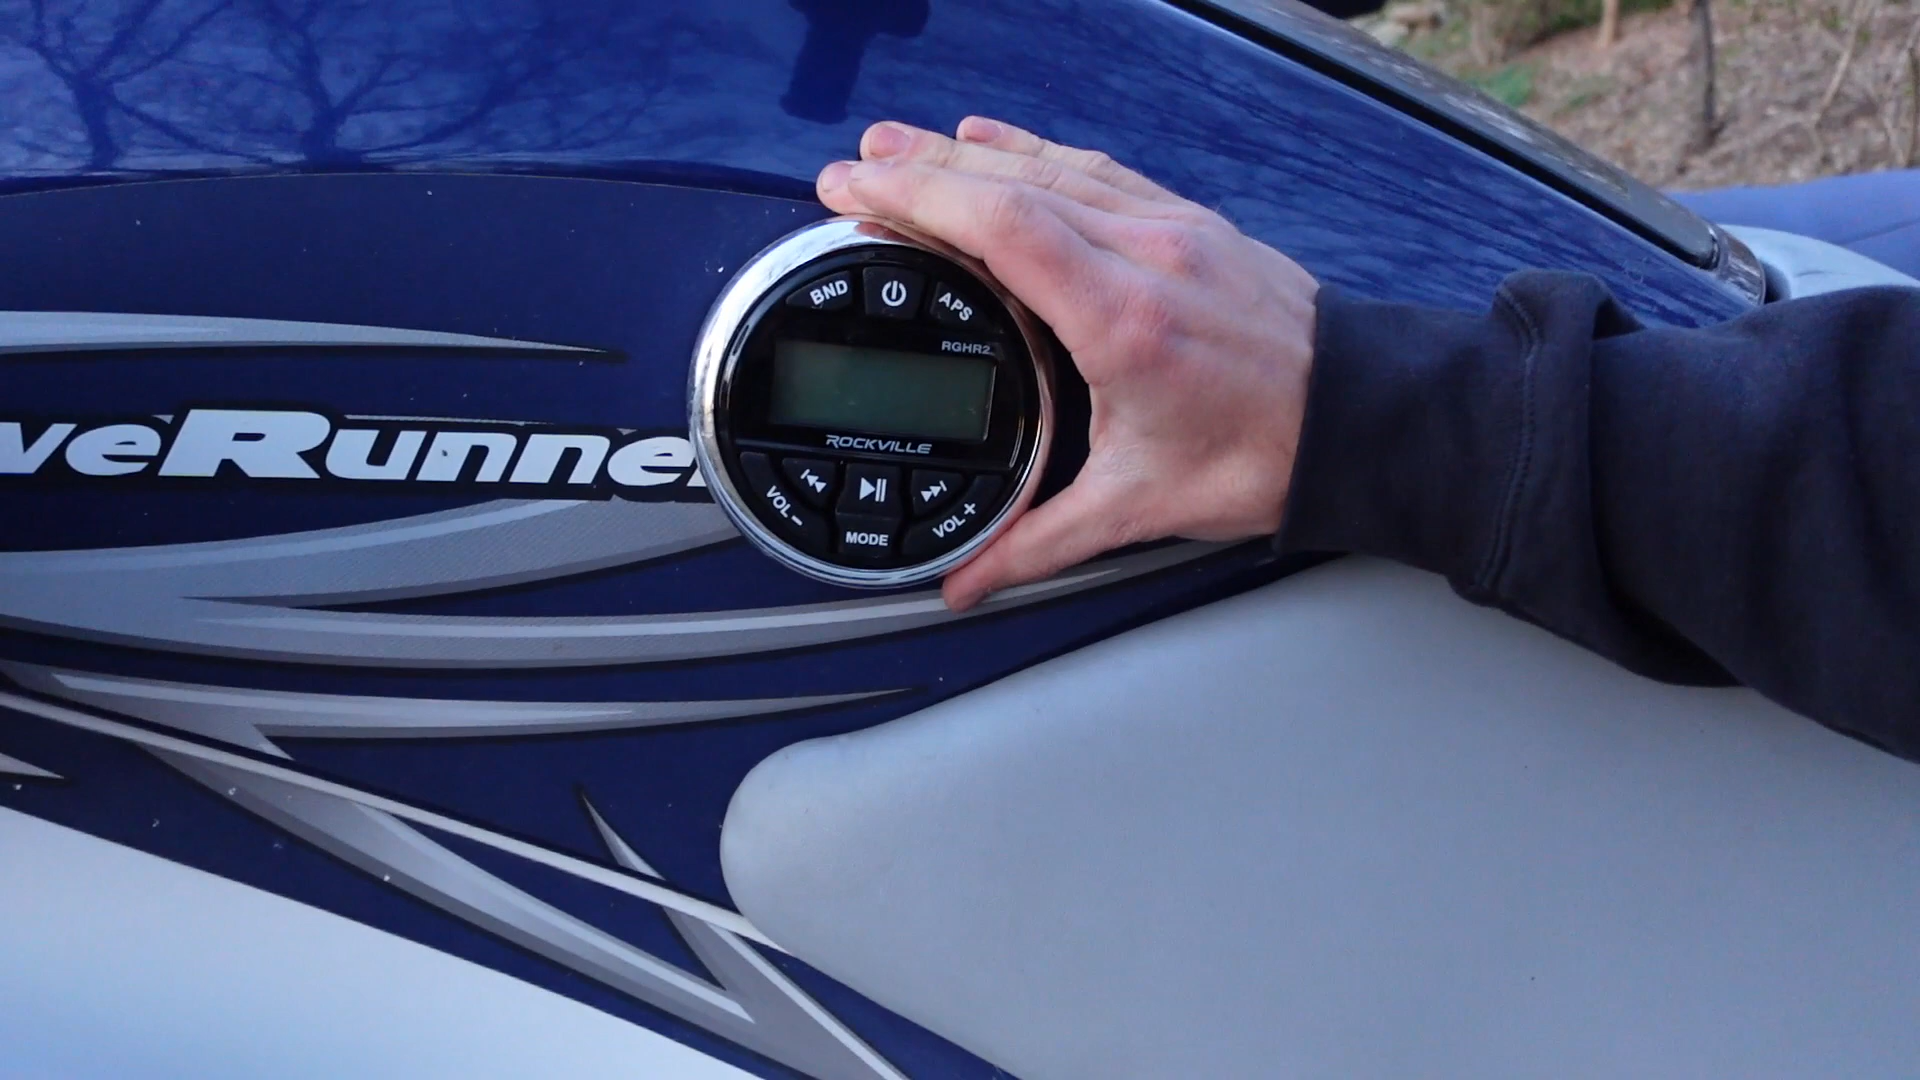 BND
APS
RGHR2
veRunne
ROCKVILLE
VOL -
MODE
VOL +